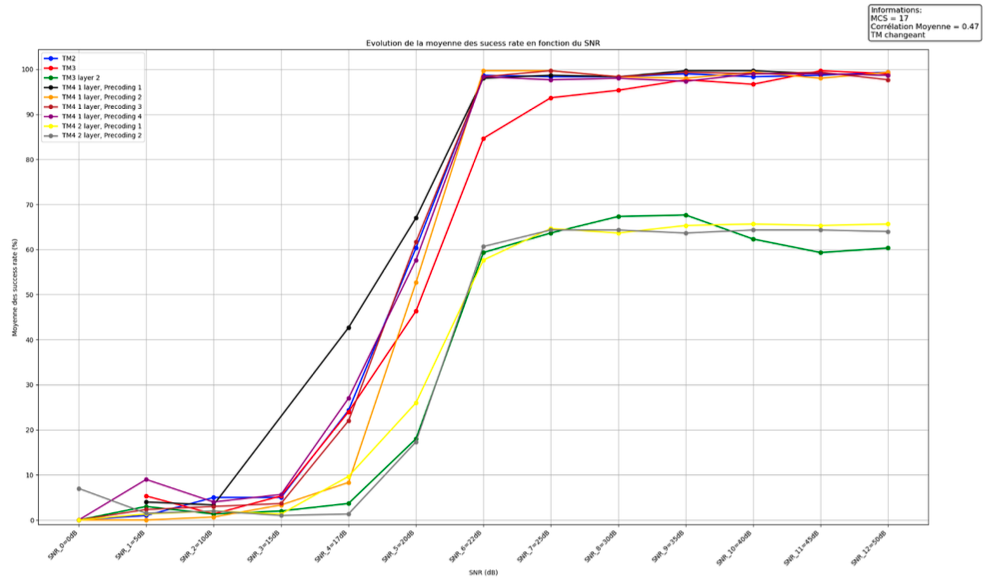 Informations:
MCS = 17
Corrélation Moyenne = 0.47
TM changeant
Evolution de la moyenne des sucess rate en fonction du SNR
TM2
TM3
TM3 layer 2
TM4 1 layer, Precoding 1
TM4 1 layer, Precoding 2
TM4 1 layer, Precoding 3
TM4 1 layer, Precoding 4
TM4 2 layer, Precoding 1
TM4 2 layer, Precoding 2
Moyenne des success rate (%)
100
90
80
70
60
50
40
30
20
10
0
SNR_0=0dB
SNR_1=5dB
SNR_2=10dB
SNR_3=15dB
SNR_4=17dB
SNR_5=20dB
SNR_6=22dB
SNR_7=25dB
SNR_8=30dB
SNR_9=35dB
SNR_10=40dB
SNR_11=45dB
SNR_12=50dB
SNR (dB)